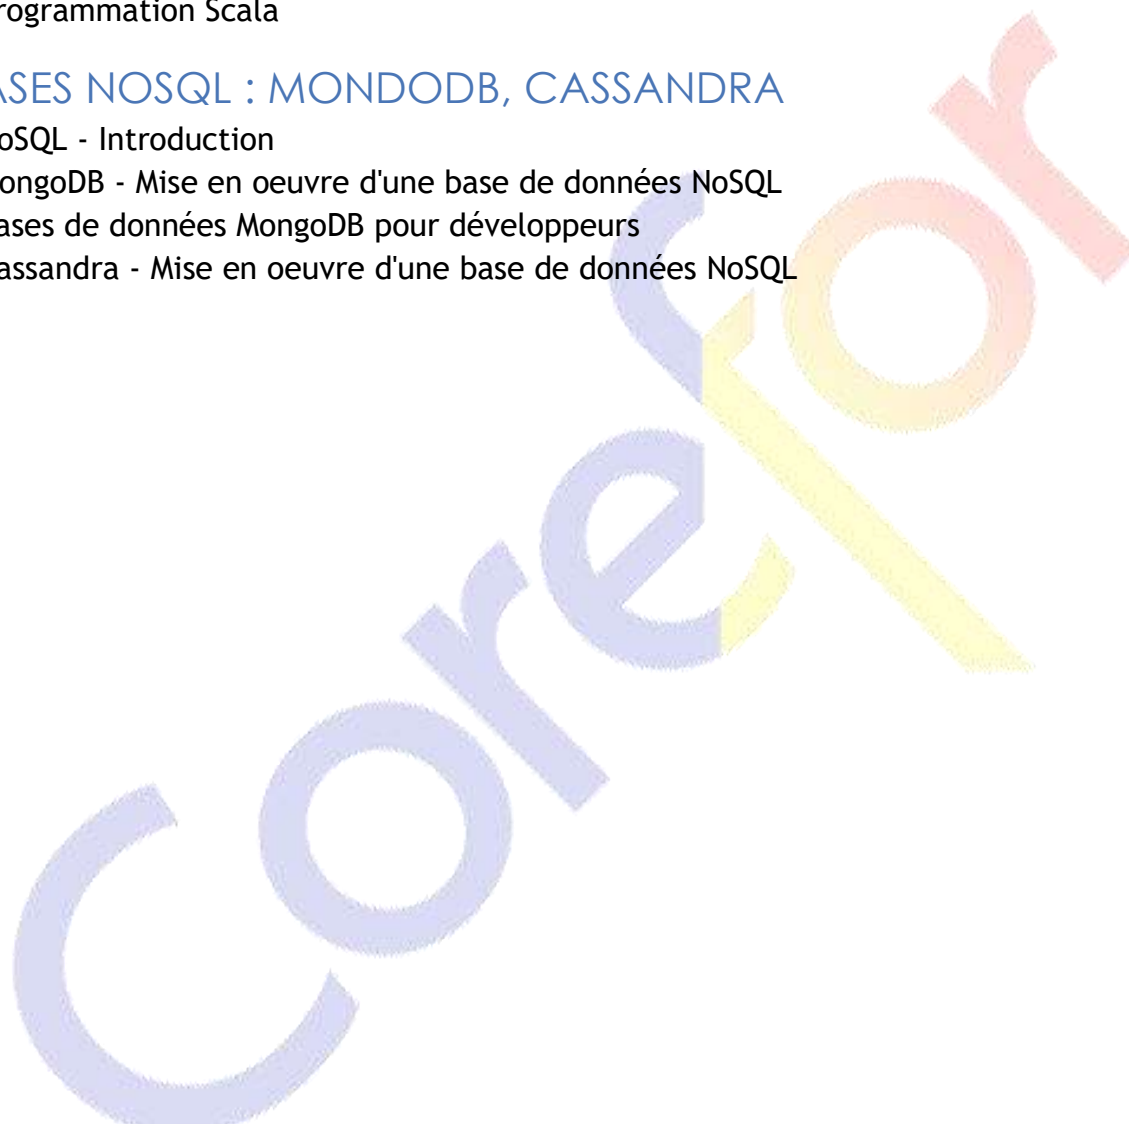 rogrammation Scala
ASES NOSQL : MONDODB, CASSANDRA
oSQL - Introduction
ongoDB - Mise en oeuvre d'une base de données NoSQL
ases de données MongoDB pour développeurs
assandra - Mise en oeuvre d'une base de données NoSQL
Corefor